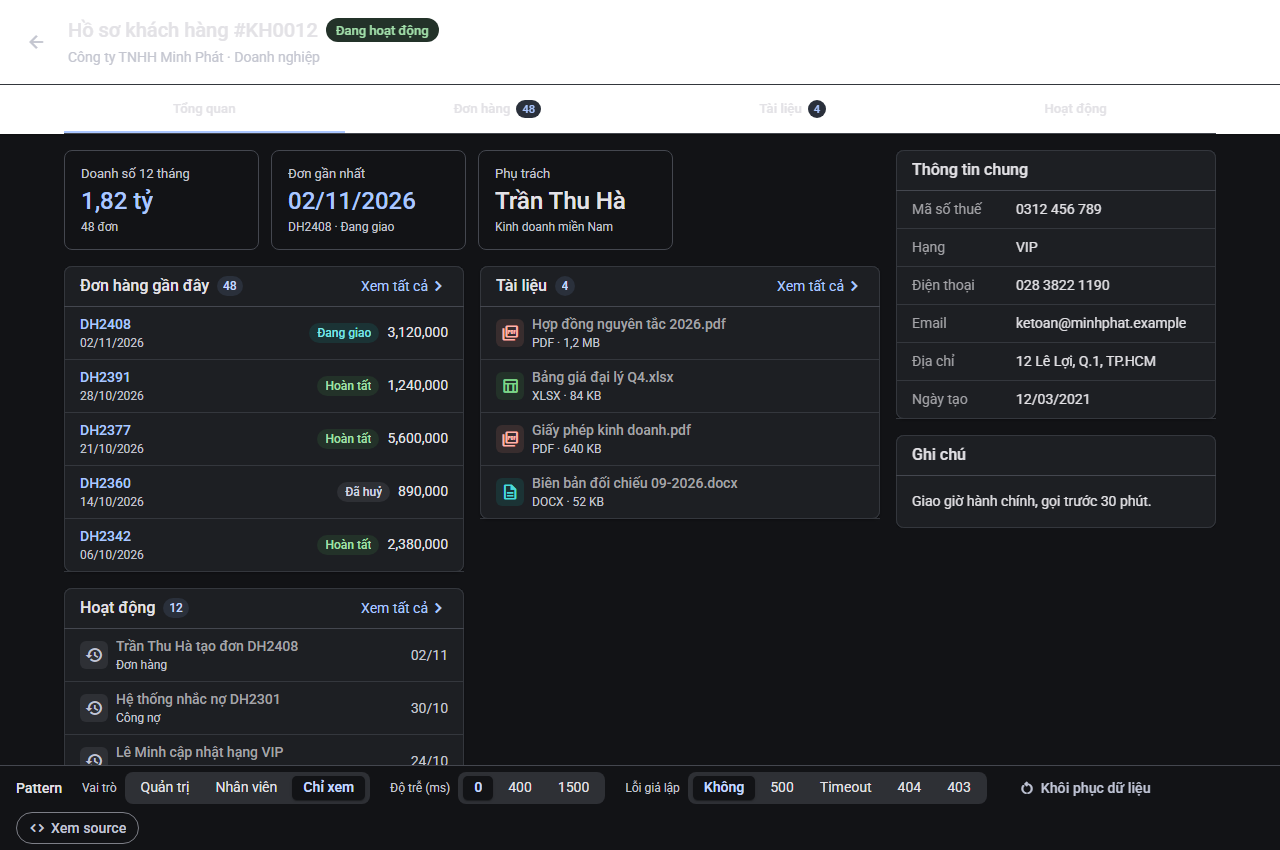 Hồ sơ khách hàng #KH0012 Đang hoạt động
Công ty TNHH Minh Phát · Doanh nghiệp
Tổng quan Đơn hàng 48 Tài liệu 4 Hoạt động
Doanh số 12 tháng
1,82 tỷ
48 đơn
Đơn gần nhất
02/11/2026
DH2408 · Đang giao
Phụ trách
Trần Thu Hà
Kinh doanh miền Nam
Đơn hàng gần đây 48 Xem tất cả
DH2408
02/11/2026
Đang giao 3,120,000
DH2391
28/10/2026
Hoàn tất 1,240,000
DH2377
21/10/2026
Hoàn tất 5,600,000
DH2360
14/10/2026
Đã huỷ 890,000
DH2342
06/10/2026
Hoàn tất 2,380,000
Hoạt động 12 Xem tất cả
Trần Thu Hà tạo đơn DH2408
Đơn hàng
02/11
Hệ thống nhắc nợ DH2301
Công nợ
30/10
Lê Minh cập nhật hạng VIP
24/10
Tài liệu 4 Xem tất cả
Hợp đồng nguyên tắc 2026.pdf
PDF · 1,2 MB
Bảng giá đại lý Q4.xlsx
XLSX · 84 KB
Giấy phép kinh doanh.pdf
PDF · 640 KB
Biên bản đối chiếu 09-2026.docx
DOCX · 52 KB
Thông tin chung
Mã số thuế 0312 456 789
Hạng VIP
Điện thoại 028 3822 1190
Email ketoan@minhphat.example
Địa chỉ 12 Lê Lợi, Q.1, TP.HCM
Ngày tạo 12/03/2021
Ghi chú
Giao giờ hành chính, gọi trước 30 phút.
Pattern Vai trò Quản trị Nhân viên Chỉ xem Độ trễ (ms) 0 400 1500 Lỗi giả lập Không 500 Timeout 404 403 Khôi phục dữ liệu
Xem source